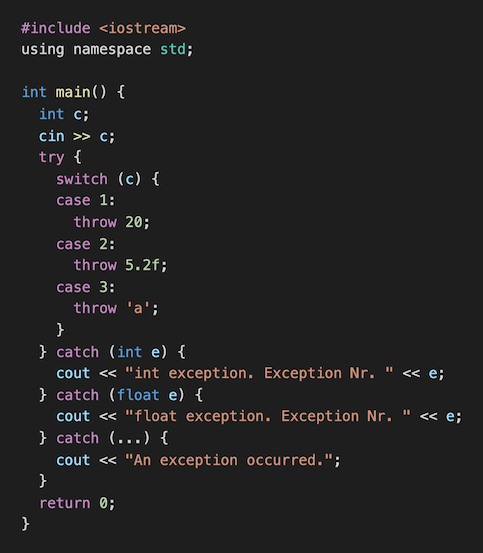 #include <iostream>
using namespace std;

int main() {
  int c;
  cin >> c;
  try {
    switch (c) {
    case 1:
      throw 20;
    case 2:
      throw 5.2f;
    case 3:
      throw 'a';
    }
  } catch (int e) {
    cout << "int exception. Exception Nr. " << e;
  } catch (float e) {
    cout << "float exception. Exception Nr. " << e;
  } catch (...) {
    cout << "An exception occurred.";
  }
  return 0;
}